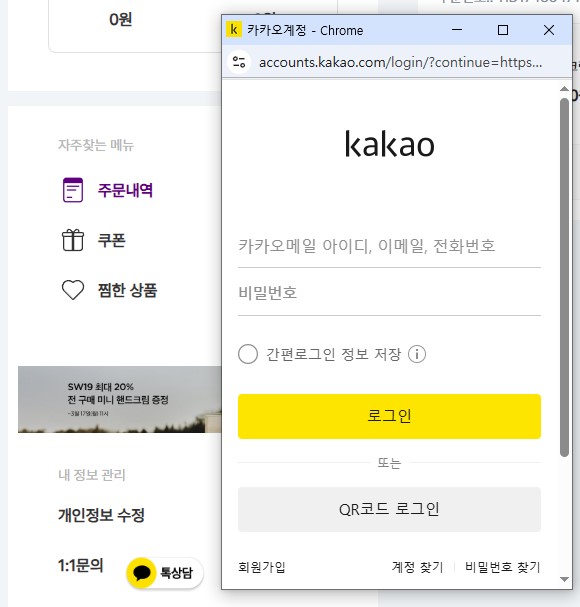 0원
자주찾는 메뉴
주문내역
쿠폰
찜한 상품
SW19 최대 20%
전 구매 미니 핸드크림 증정
~3월 17일(월) 11시
내 정보 관리
개인정보 수정
1:1문의
톡상담
k 카카오계정 - Chrome
accounts.kakao.com/login/?continue=https...
kakao
카카오메일 아이디, 이메일, 전화번호
비밀번호
간편로그인 정보 저장
로그인
또는
QR코드 로그인
회원가입 계정 찾기 비밀번호 찾기